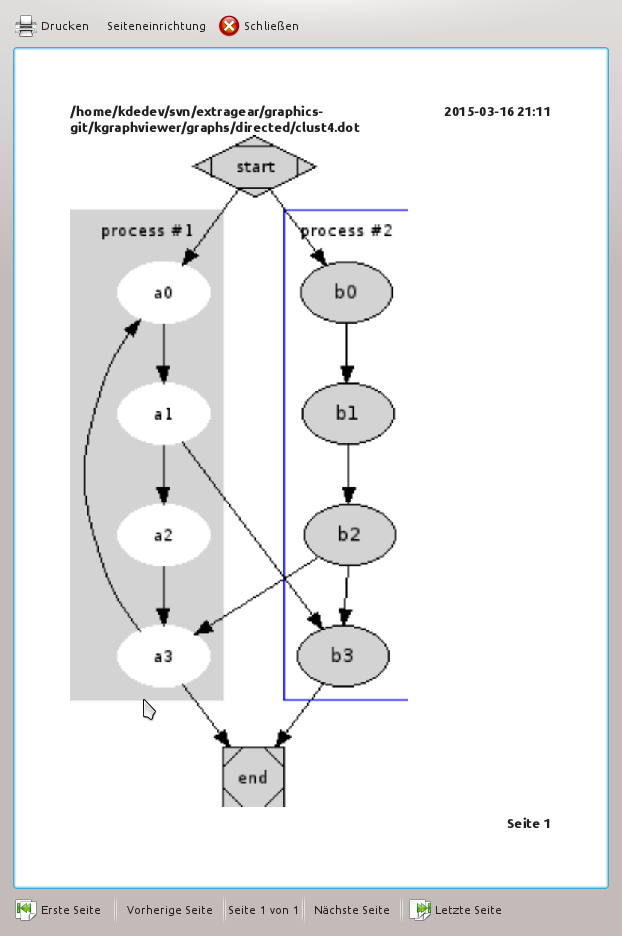 Drucken Seiteneinrichtung Schließen
/home/kdedev/svn/extragear/graphics- 2015-03-16 21:11
git/kgraphviewer/graphs/directed/clust4.dot
start
process #1 process #2
a0 b0
a1 b1
a2 b2
a3 b3
end
Seite 1
Erste Seite Vorherige Seite Seite 1 von 1 Nächste Seite Letzte Seite